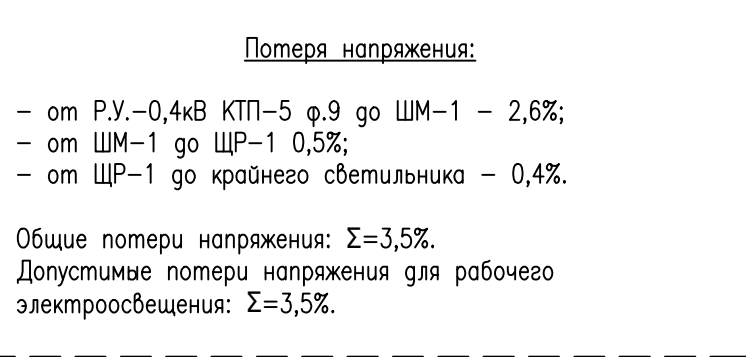 Потеря напряжения:
– от Р.У.–0,4кВ КТП–5 ф.9 до ШМ–1 – 2,6%;
– от ШМ–1 до ЩР–1 0,5%;
– от ЩР–1 до крайнего светильника – 0,4%.
Общие потери напряжения: Σ=3,5%.
Допустимые потери напряжения для рабочего
электроосвещения: Σ=3,5%.